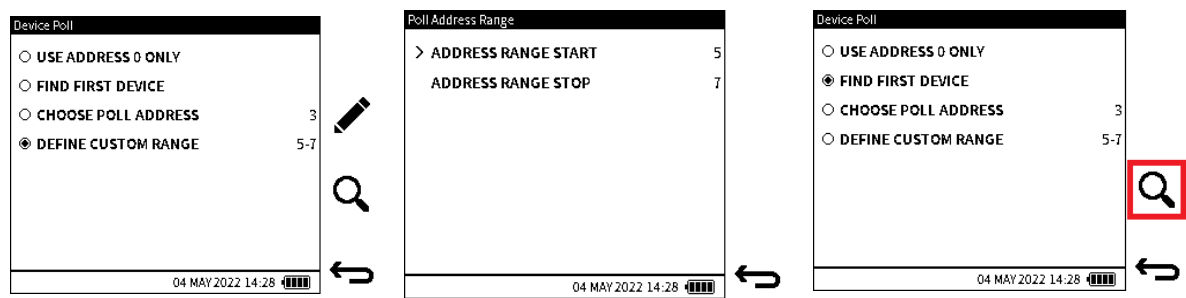 Device Poll
USE ADDRESS 0 ONLY
FIND FIRST DEVICE
CHOOSE POLL ADDRESS 3
DEFINE CUSTOM RANGE 5-7
04 MAY 2022 14:28
Poll Address Range
> ADDRESS RANGE START 5
ADDRESS RANGE STOP 7
04 MAY 2022 14:28
Device Poll
USE ADDRESS 0 ONLY
FIND FIRST DEVICE
CHOOSE POLL ADDRESS 3
DEFINE CUSTOM RANGE 5-7
04 MAY 2022 14:28